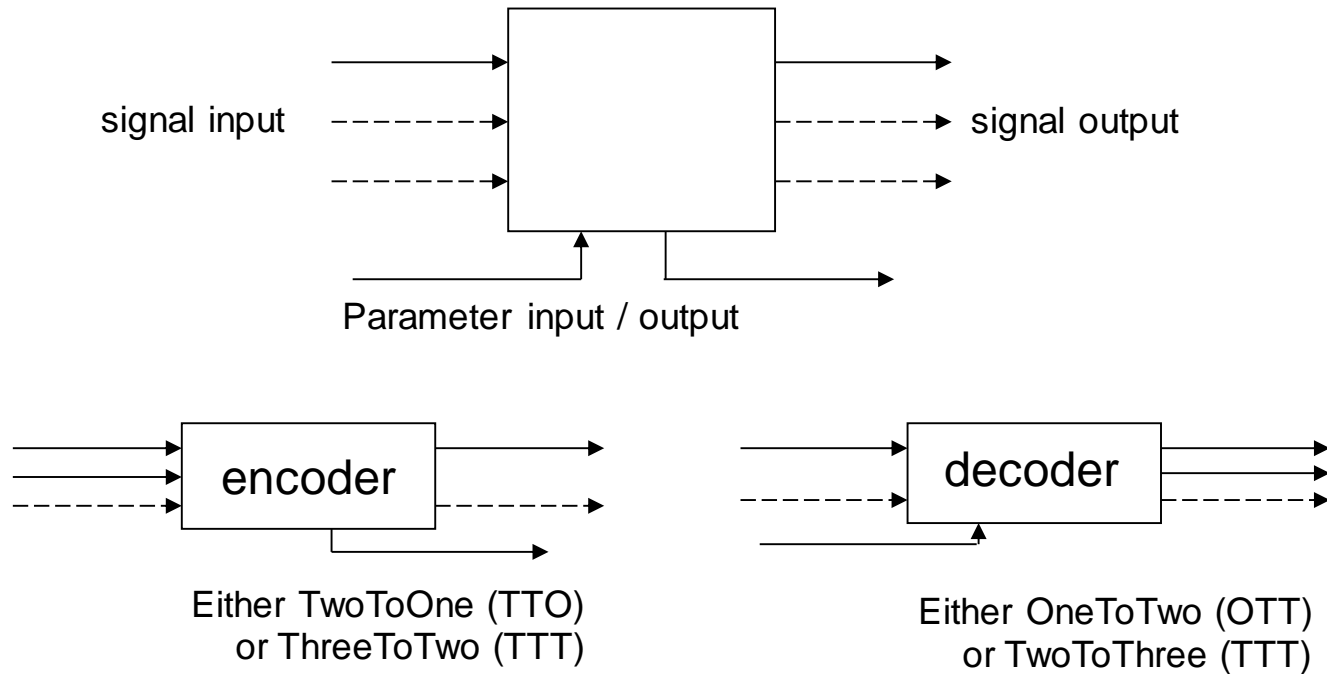 signal input
signal output
Parameter input / output
encoder
Either TwoToOne (TTO)
or ThreeToTwo (TTT)
decoder
Either OneToTwo (OTT)
or TwoToThree (TTT)